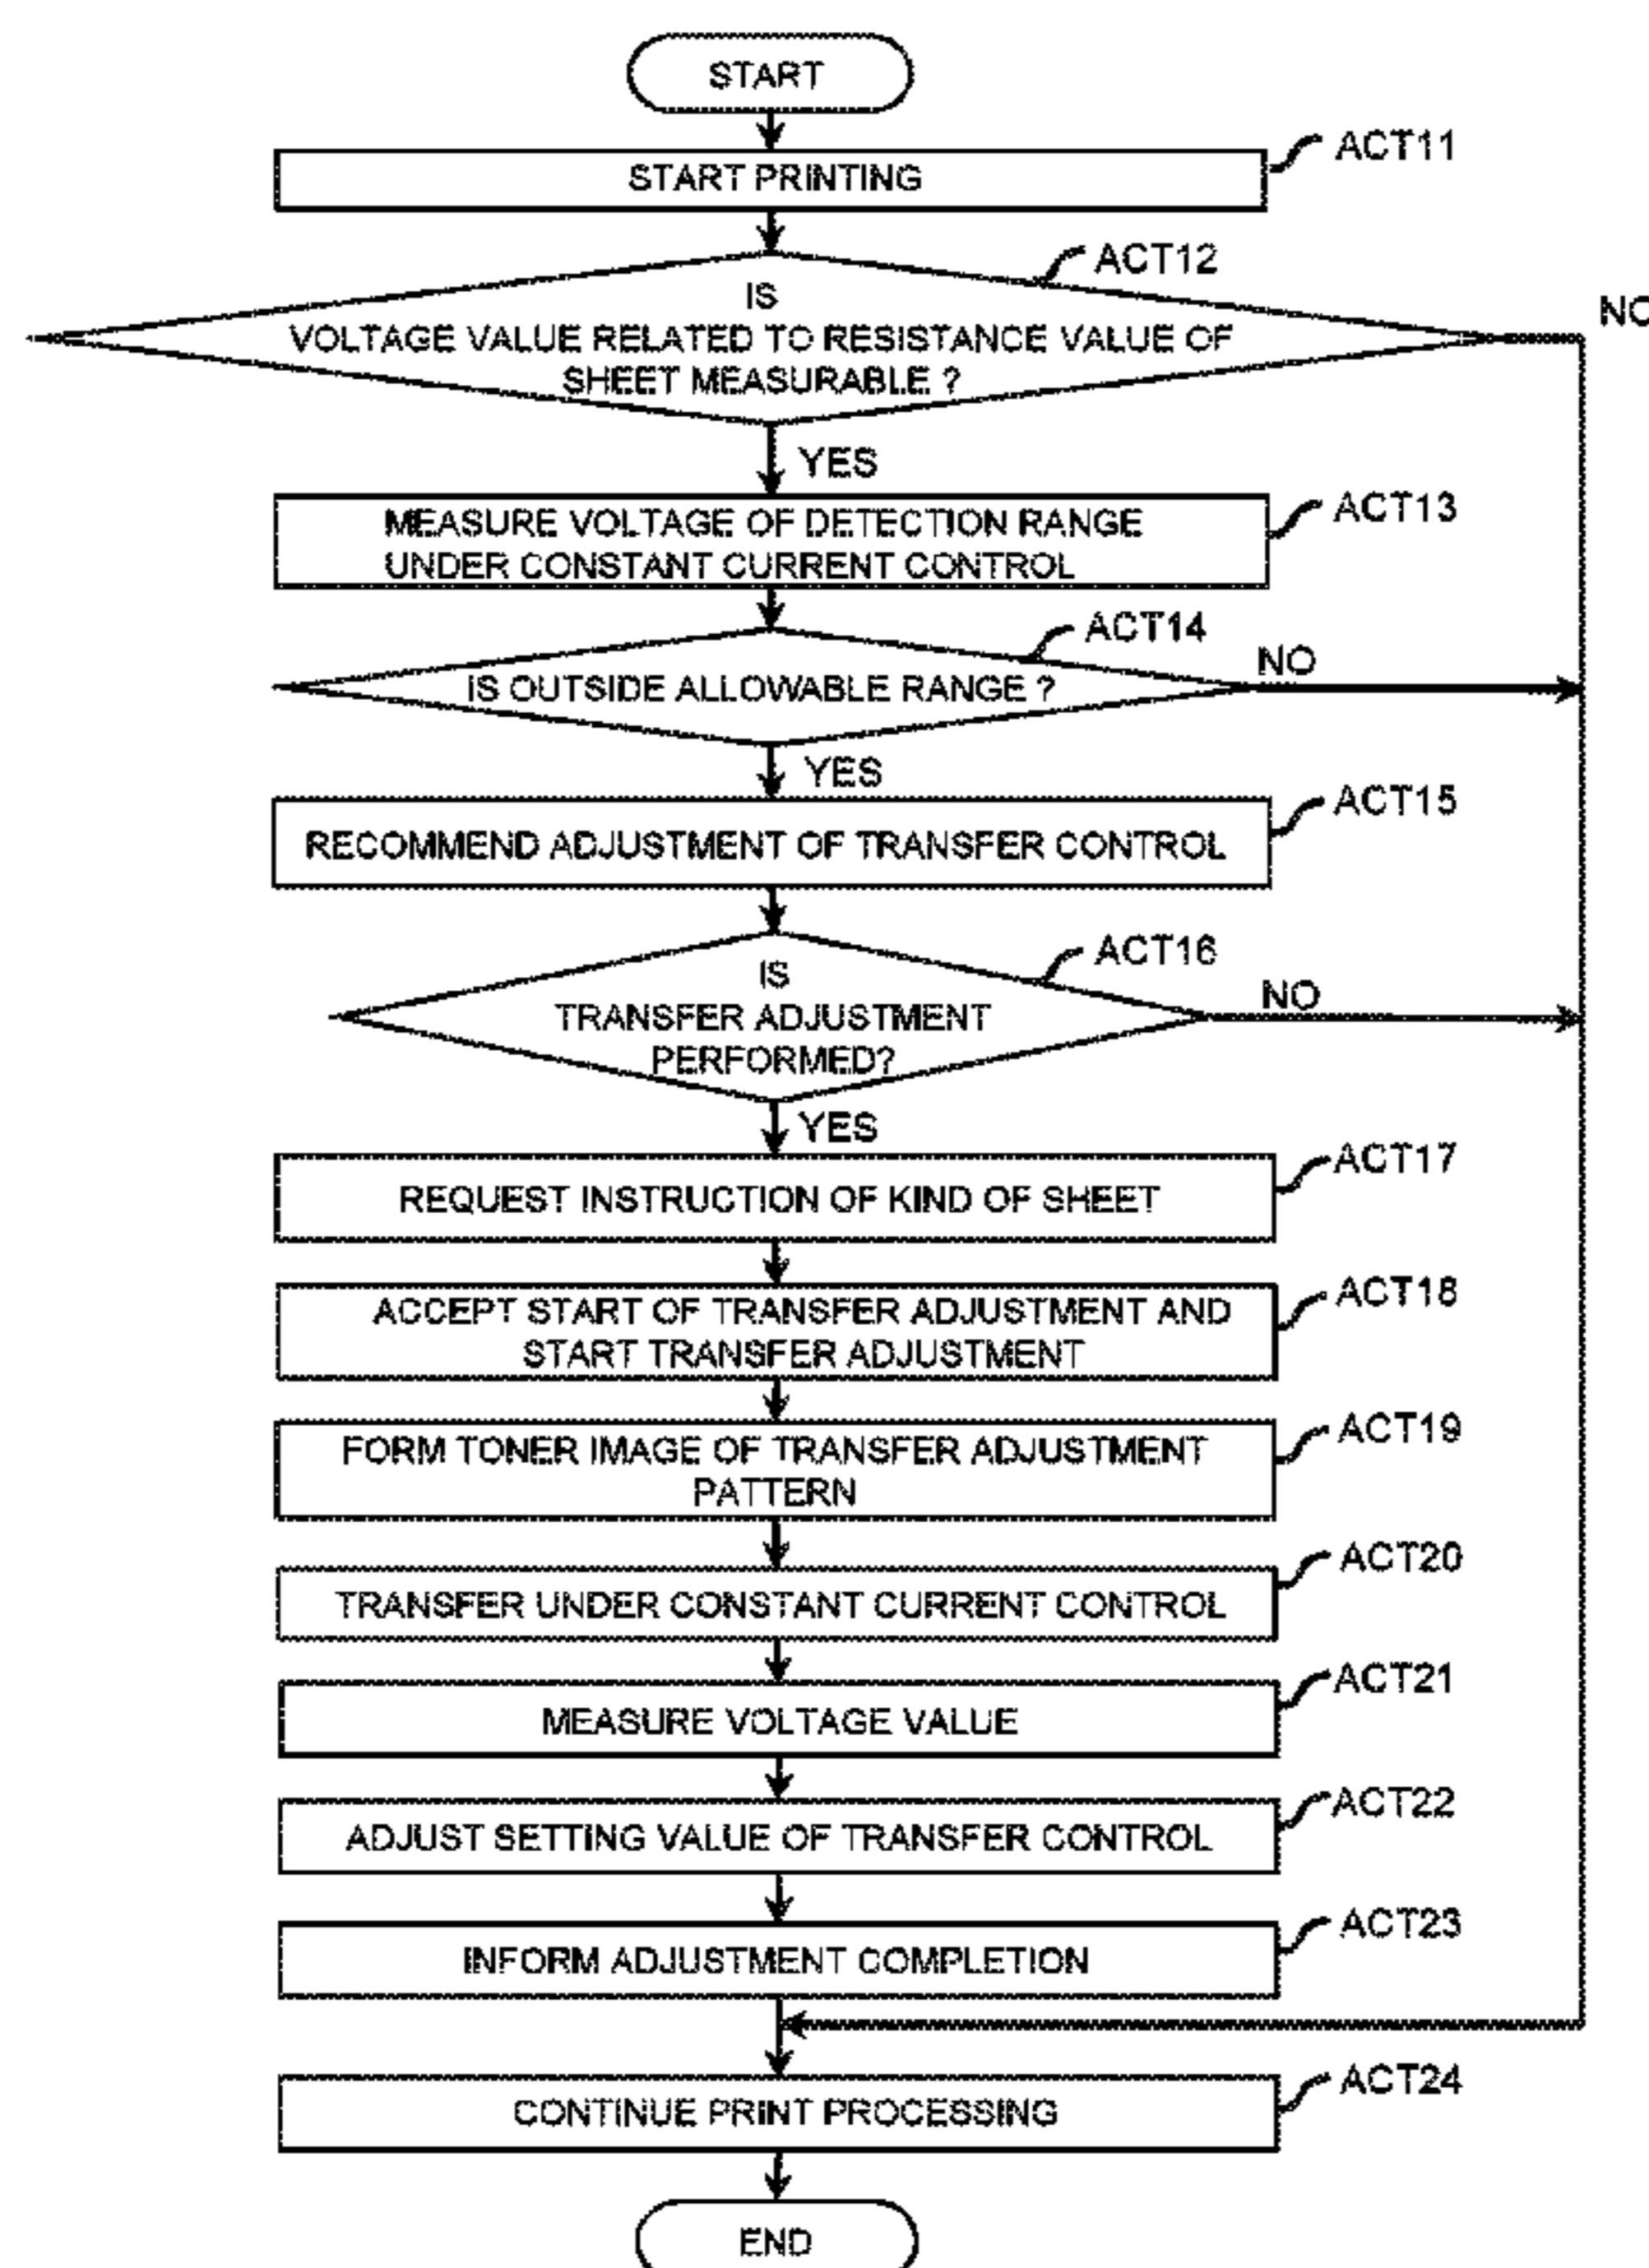 START
ACT11
START PRINTING
ACT12
NO
IS
VOLTAGE VALUE RELATED TO RESISTANCE VALUE OF
SHEET MEASURABLE ?
YES
ACT13
MEASURE VOLTAGE OF DETECTION RANGE
UNDER CONSTANT CURRENT CONTROL
ACT14
NO
IS OUTSIDE ALLOWABLE RANGE ?
YES
ACT15
RECOMMEND ADJUSTMENT OF TRANSFER CONTROL
ACT16
IS
NO
TRANSFER ADJUSTMENT
PERFORMED?
YES
ACT17
REQUEST INSTRUCTION OF KIND OF SHEET
ACT18
ACCEPT START OF TRANSFER ADJUSTMENT AND
START TRANSFER ADJUSTMENT
ACT19
FORM TONER IMAGE OF TRANSFER ADJUSTMENT
PATTERN
ACT20
TRANSFER UNDER CONSTANT CURRENT CONTROL
ACT21
MEASURE VOLTAGE VALUE
ACT22
ADJUST SETTING VALUE OF TRANSFER CONTROL
ACT23
INFORM ADJUSTMENT COMPLETION
ACT24
CONTINUE PRINT PROCESSING
END